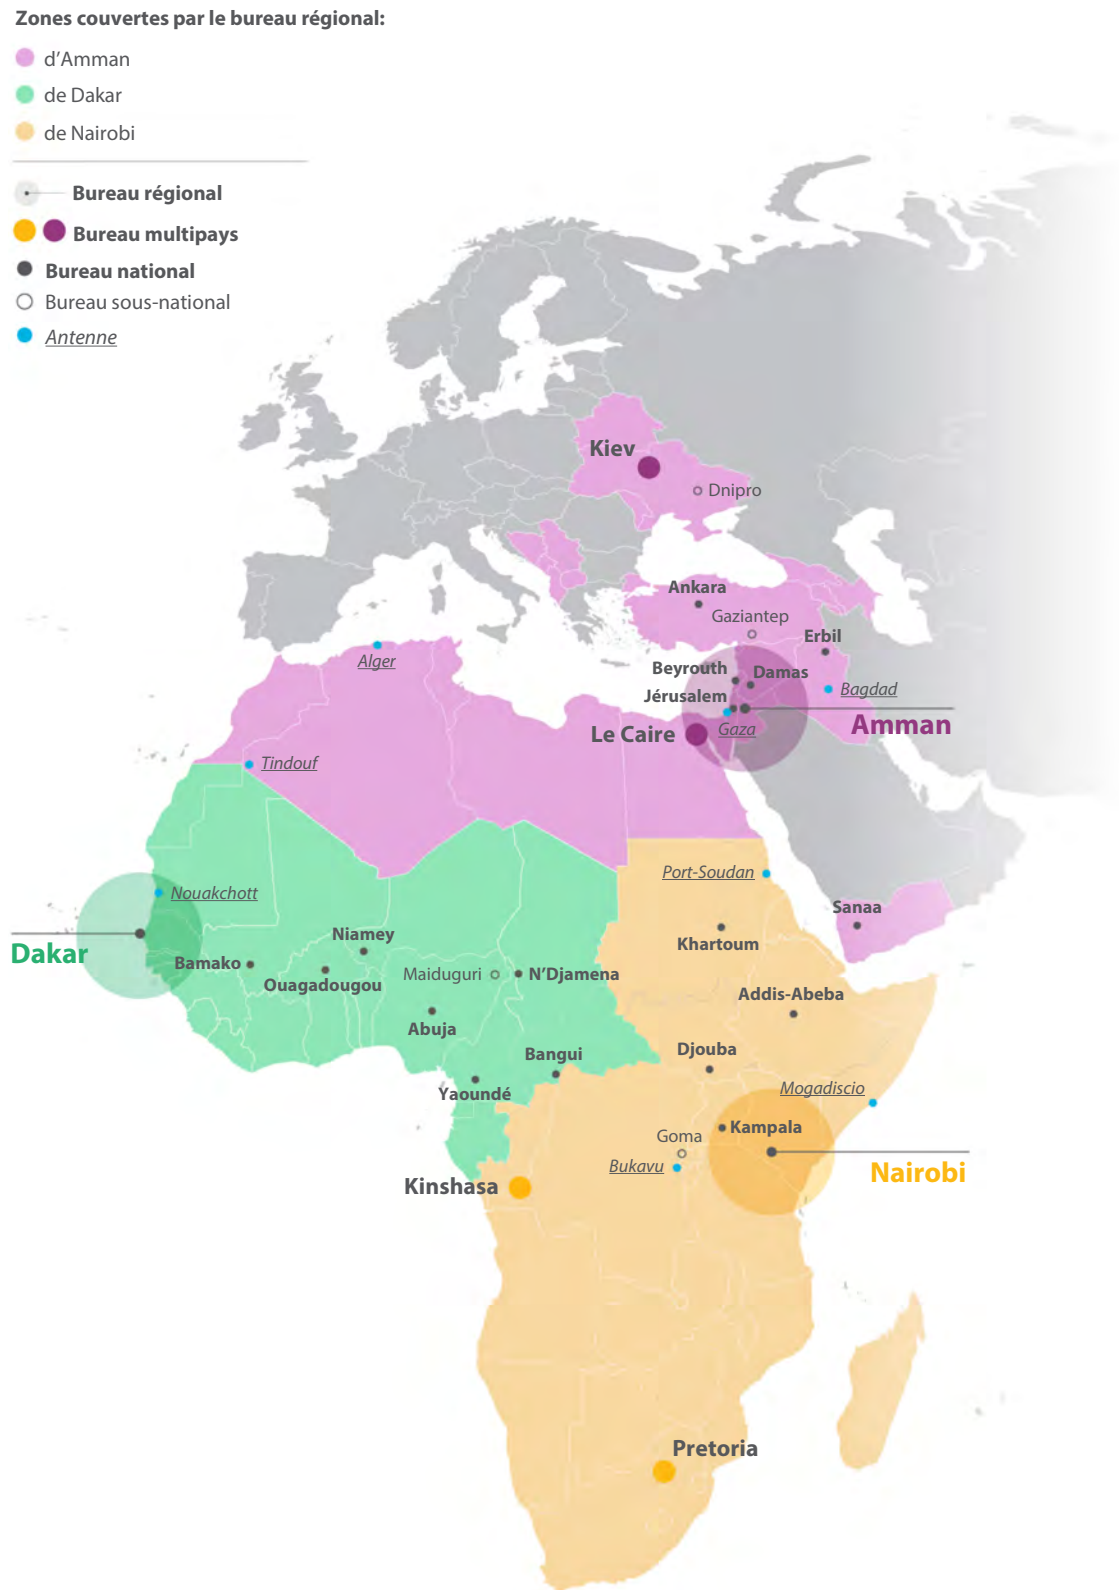 Zones couvertes par le bureau régional:
d'Amman
de Dakar
de Nairobi
Bureau régional
Bureau multipays
Bureau national
Bureau sous-national
Antenne
Kiev
Dnipro
Ankara
Gaziantep
Erbil
Alger
Beyrouth
Damas
Jérusalem
Bagdad
Gaza
Le Caire
Amman
Tindouf
Port-Soudan
Nouakchott
Sanaa
Dakar
Niamey
Khartoum
Bamako
Maiduguri
N'Djamena
Ouagadougou
Addis-Abeba
Abuja
Djouba
Bangui
Mogadiscio
Yaoundé
Kampala
Goma
Bukavu
Nairobi
Kinshasa
Pretoria